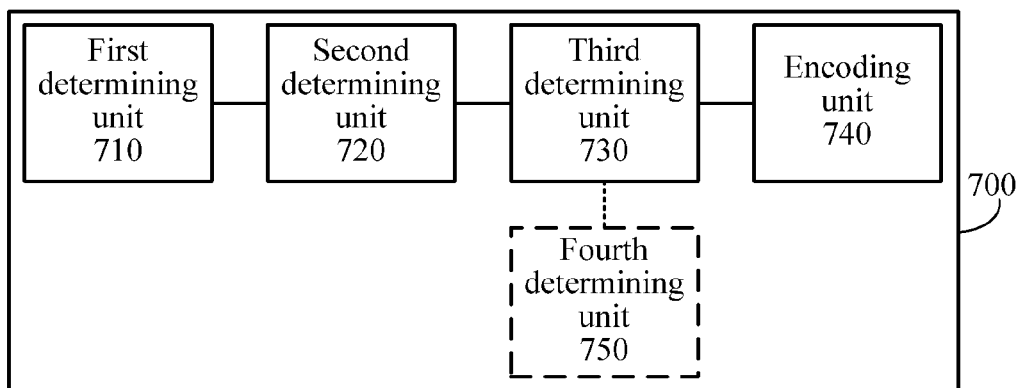 First
determining
unit
710
Second
determining
unit
720
Third
determining
unit
730
Encoding
unit
740
700
Fourth
determining
unit
750